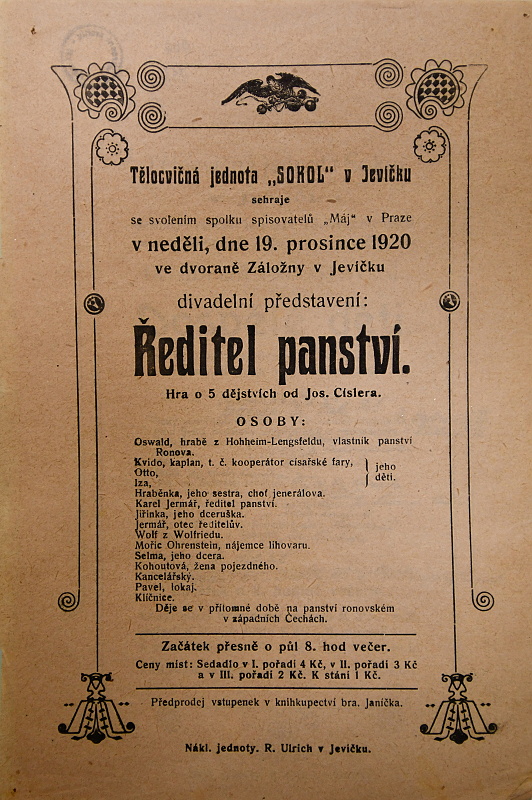 Tělocvičná jednota „SOKOL“ v Jevíčku
sehraje
se svolením spolku spisovatelů „Máj“ v Praze
v neděli, dne 19. prosince 1920
ve dvoraně Záložny v Jevíčku
divadelní představení:
Ředitel panství.
Hra o 5 dějstvích od Jos. Císlera.
OSOBY:
Oswald, hrabě z Hohheim-Lengsfeldu, vlastník panství
Ronova.
Kvido, kaplan, t. č. kooperátor císařské fary,
Otto,
Iza,
jeho
děti.
Hraběnka, jeho sestra, choť jenerálova.
Karel Jermář, ředitel panství.
Jiřinka, jeho dceruška.
Jermář, otec ředitelův.
Wolf z Wolfriedu.
Mořic Ohrenstein, nájemce lihovaru.
Selma, jeho dcera.
Kohoutová, žena pojezdného.
Kancelářský.
Pavel, lokaj.
Klíčnice.
Děje se v přítomné době na panství ronovském
v západních Čechách.
Začátek přesně o půl 8. hod večer.
Ceny míst: Sedadlo v I. pořadí 4 Kč, v II. pořadí 3 Kč
a v III. pořadí 2 Kč. K stání 1 Kč.
Předprodej vstupenek v knihkupectví bra. Janíčka.
Nákl. jednoty. R. Ulrich v Jevíčku.